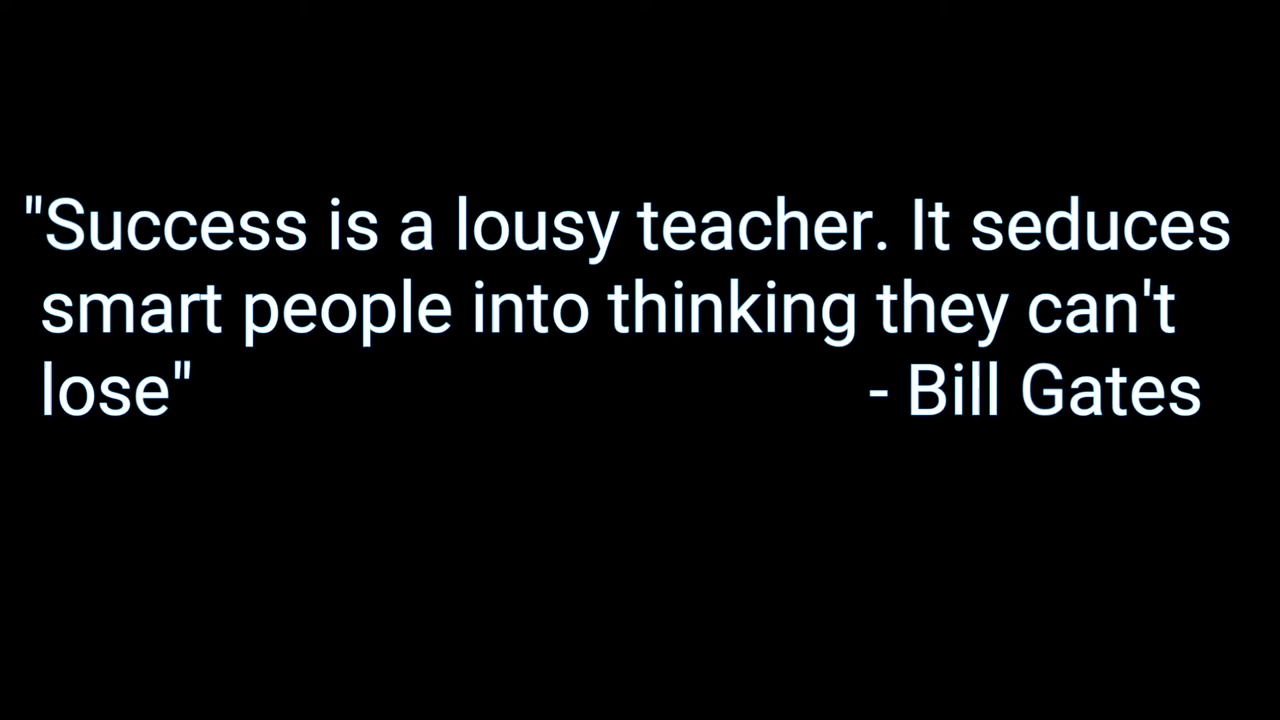 "Success is a lousy teacher. It seduces
smart people into thinking they can't
lose" - Bill Gates